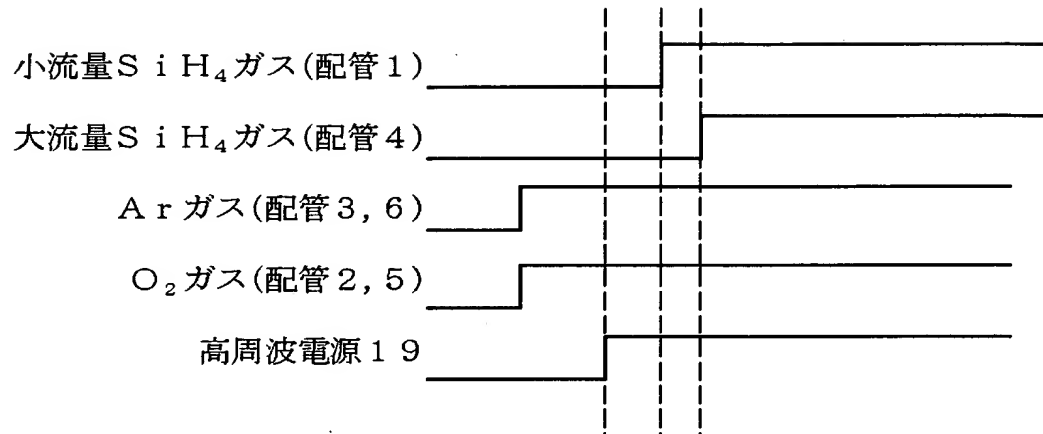 小流量SiH₄ガス(配管1)
大流量SiH₄ガス(配管4)
Arガス(配管3,6)
O₂ガス(配管2,5)
高周波電源19